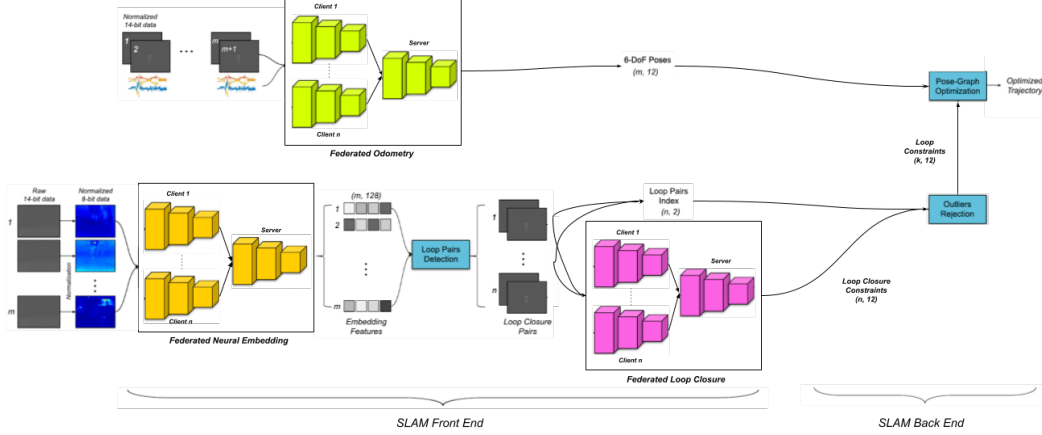 Normalized
14-bit data
1
2
m
m+1
Client 1
Server
Client n
Federated Odometry
6-DoF Poses
(m, 12)
Pose-Graph
Optimization
Optimized
Trajectory
Loop
Constraints
(k, 12)
Raw
14-bit data
Normalized
8-bit data
1
m
Normalization
Client 1
Server
Client n
Federated Neural Embedding
(m, 128)
1
2
m
Embedding
Features
Loop Pairs
Detection
1
n
Loop Closure
Pairs
Loop Pairs
Index
(n, 2)
Client 1
Server
Client n
Federated Loop Closure
Outliers
Rejection
Loop Closure
Constraints
(n, 12)
SLAM Front End
SLAM Back End